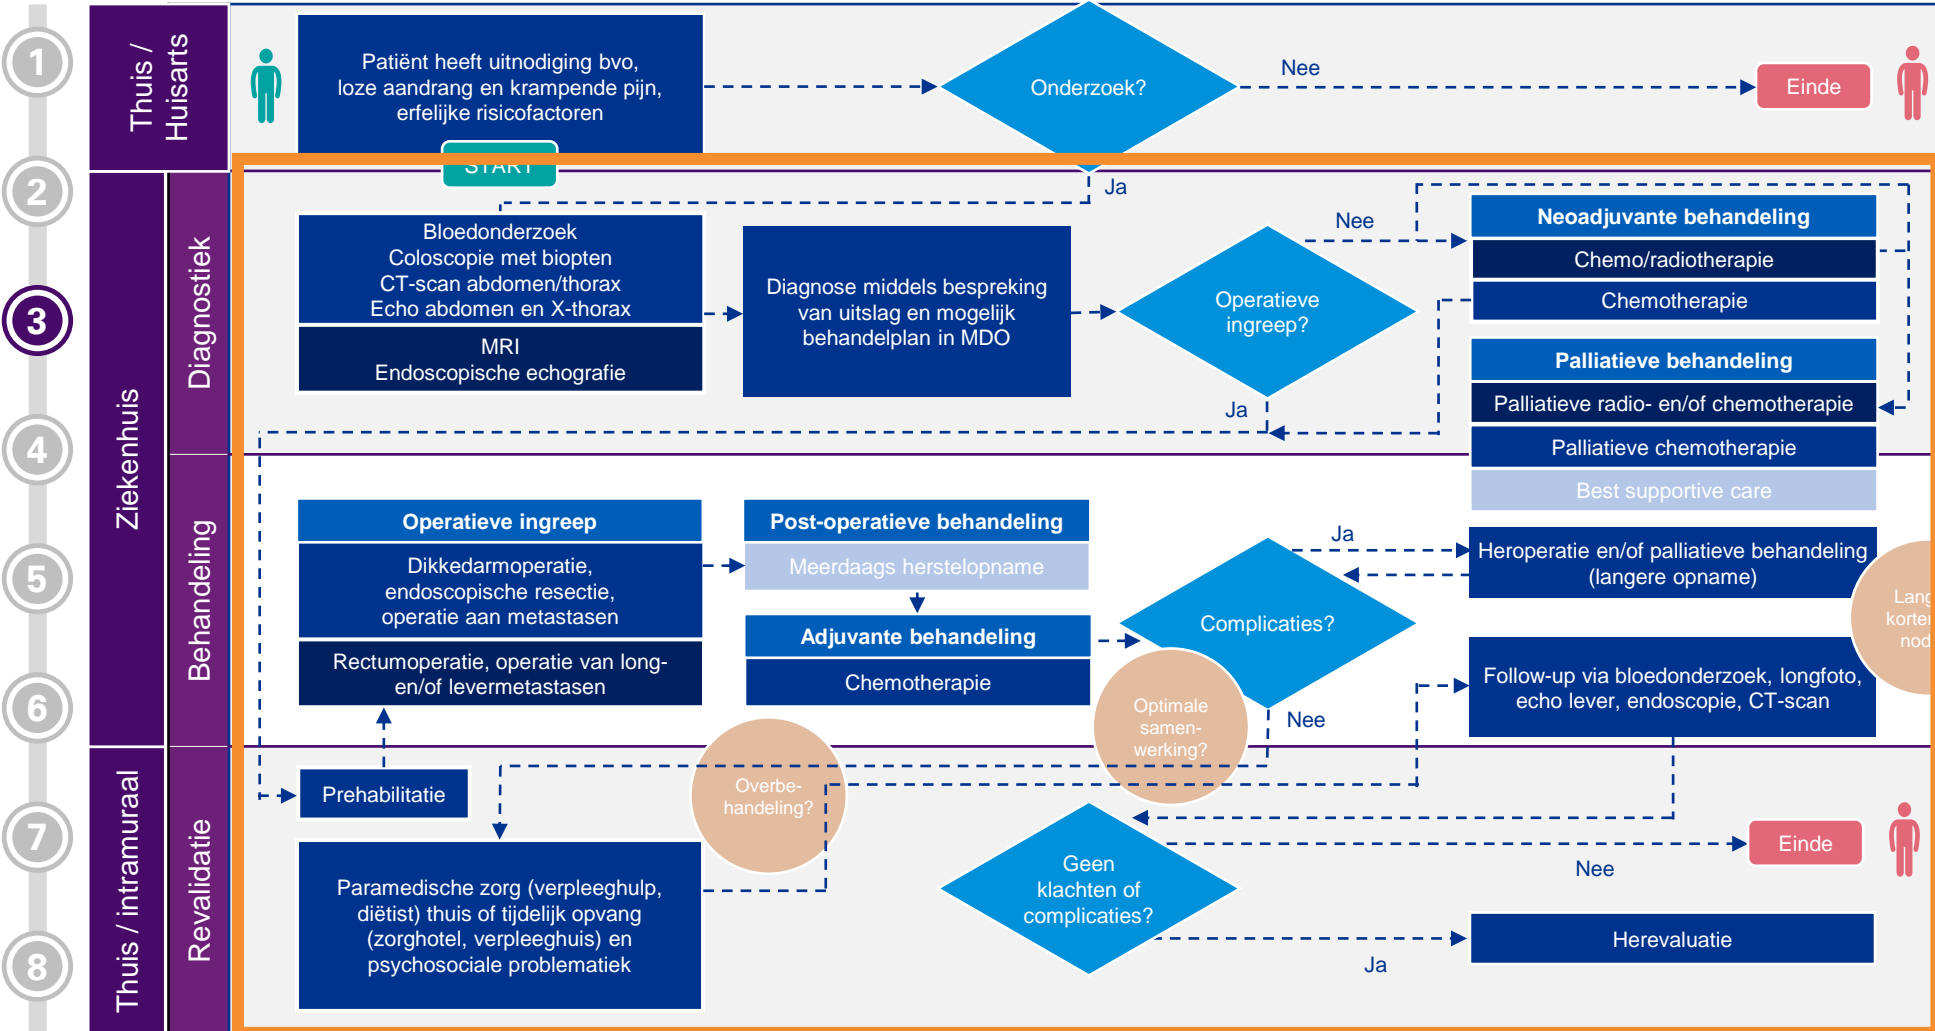 1
2
3
4
5
6
7
8
Thuis /
Huisarts
Ziekenhuis
Thuis / intramuraal
Diagnostiek
Behandeling
Revalidatie
Patiënt heeft uitnodiging bvo,
loze aandrang en krampende pijn,
erfelijke risicofactoren
START
Onderzoek?
Nee
Einde
Ja
Bloedonderzoek
Coloscopie met biopten
CT-scan abdomen/thorax
Echo abdomen en X-thorax
MRI
Endoscopische echografie
Diagnose middels bespreking
van uitslag en mogelijk
behandelplan in MDO
Operatieve
ingreep?
Nee
Ja
Neoadjuvante behandeling
Chemo/radiotherapie
Chemotherapie
Palliatieve behandeling
Palliatieve radio- en/of chemotherapie
Palliatieve chemotherapie
Best supportive care
Operatieve ingreep
Dikkedarmoperatie,
endoscopische resectie,
operatie aan metastasen
Rectumoperatie, operatie van long-
en/of levermetastasen
Post-operatieve behandeling
Meerdaags herstelopname
Adjuvante behandeling
Chemotherapie
Complicaties?
Ja
Nee
Heroperatie en/of palliatieve behandeling
(langere opname)
Lang
korter
nod
Follow-up via bloedonderzoek, longfoto,
echo lever, endoscopie, CT-scan
Optimale
samen-
werking?
Overbe-
handeling?
Prehabilitatie
Paramedische zorg (verpleeghulp,
diëtist) thuis of tijdelijk opvang
(zorghotel, verpleeghuis) en
psychosociale problematiek
Geen
klachten of
complicaties?
Nee
Einde
Ja
Herevaluatie